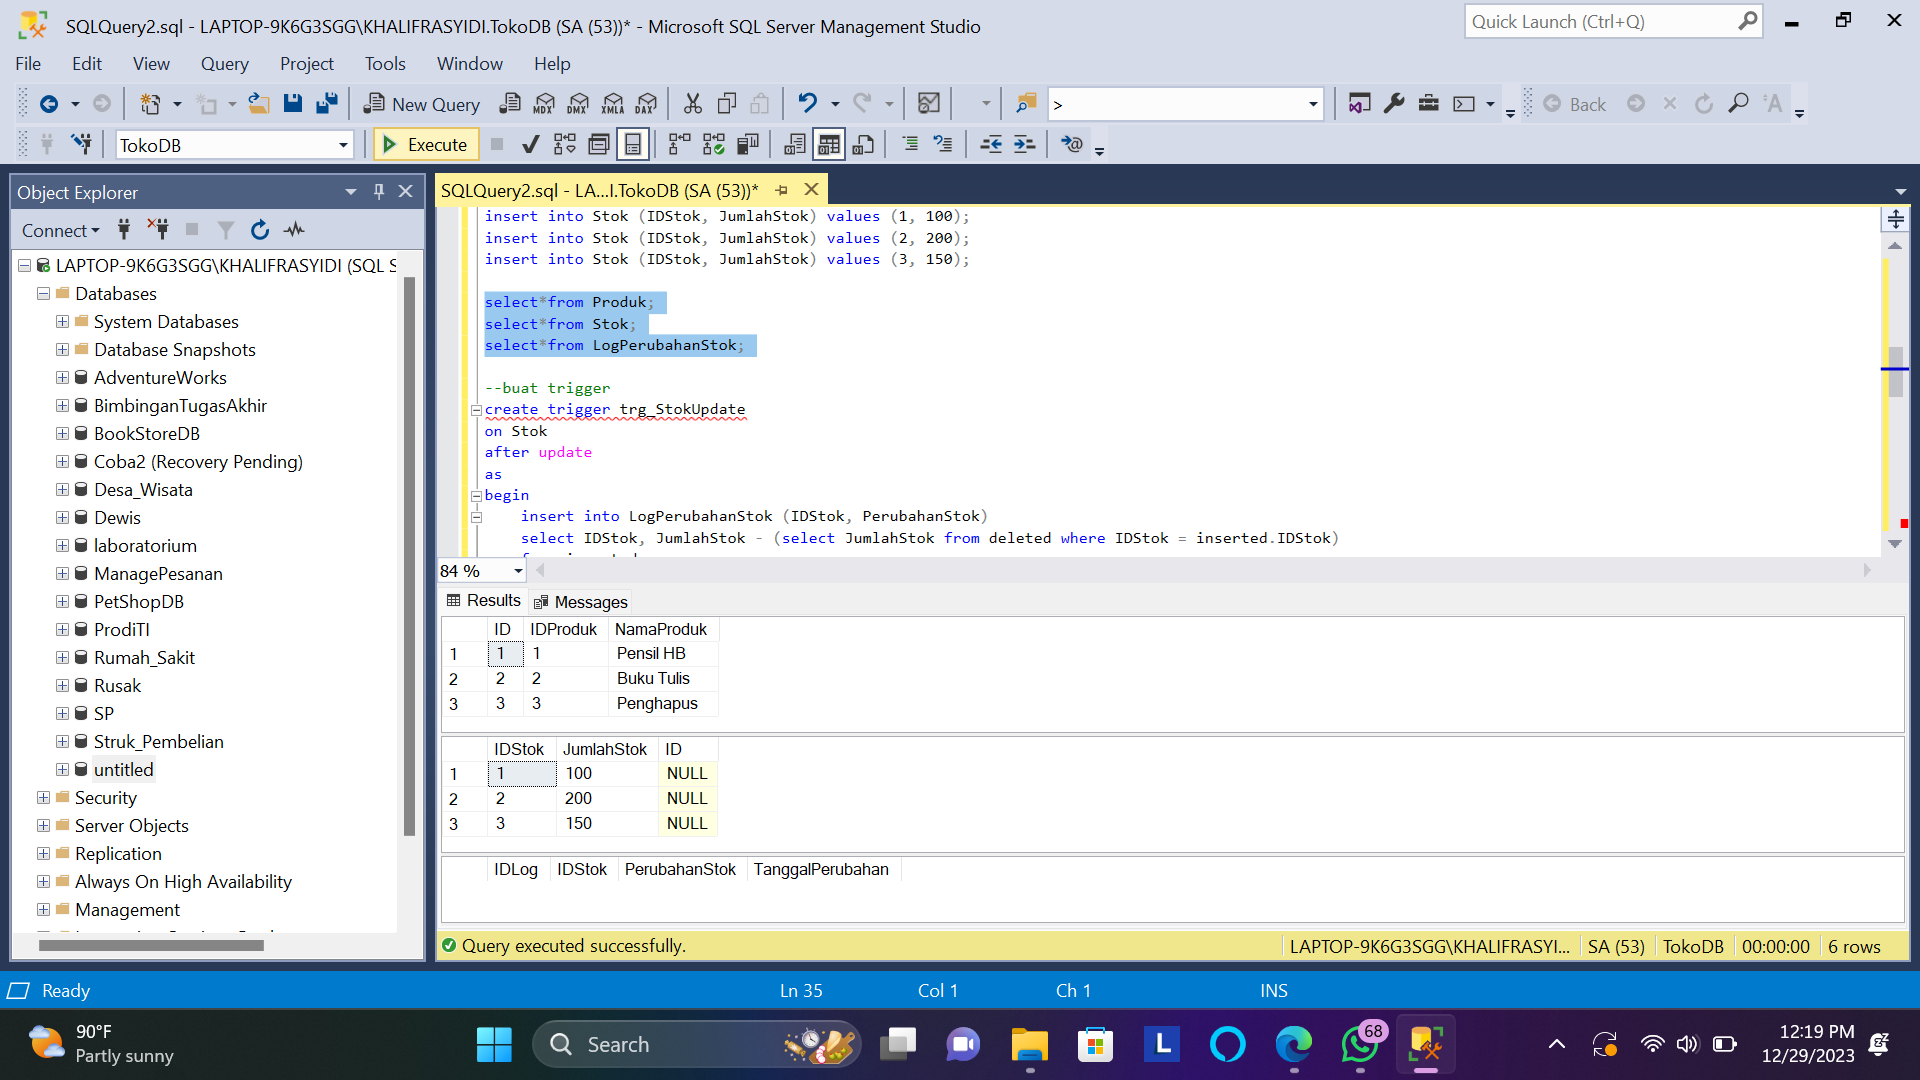 SQLQuery2.sql - LAPTOP-9K6G3SGG\KHALIFRASYIDI.TokoDB (SA (53))* - Microsoft SQL Server Management Studio
Quick Launch (Ctrl+Q)
File Edit View Query Project Tools Window Help
New Query MDX DMX XMLA DAX > Back
TokoDB Execute
Object Explorer
Connect
LAPTOP-9K6G3SGG\KHALIFRASYIDI (SQL S
Databases
System Databases
Database Snapshots
AdventureWorks
BimbinganTugasAkhir
BookStoreDB
Coba2 (Recovery Pending)
Desa_Wisata
Dewis
laboratorium
ManagePesanan
PetShopDB
ProdiTI
Rumah_Sakit
Rusak
SP
Struk_Pembelian
untitled
Security
Server Objects
Replication
Always On High Availability
Management
SQLQuery2.sql - LA...I.TokoDB (SA (53))*
insert into Stok (IDStok, JumlahStok) values (1, 100);
insert into Stok (IDStok, JumlahStok) values (2, 200);
insert into Stok (IDStok, JumlahStok) values (3, 150);
select*from Produk;
select*from Stok;
select*from LogPerubahanStok;
--buat trigger
create trigger trg_StokUpdate
on Stok
after update
as
begin
insert into LogPerubahanStok (IDStok, PerubahanStok)
select IDStok, JumlahStok - (select JumlahStok from deleted where IDStok = inserted.IDStok)
84 %
Results Messages
ID IDProduk NamaProduk
1 1 1 Pensil HB
2 2 2 Buku Tulis
3 3 3 Penghapus
IDStok JumlahStok ID
1 1 100 NULL
2 2 200 NULL
3 3 150 NULL
IDLog IDStok PerubahanStok TanggalPerubahan
Query executed successfully. LAPTOP-9K6G3SGG\KHALIFRASYI... SA (53) TokoDB 00:00:00 6 rows
Ready Ln 35 Col 1 Ch 1 INS
90°F
Partly sunny
Search
L
68
12:19 PM
12/29/2023